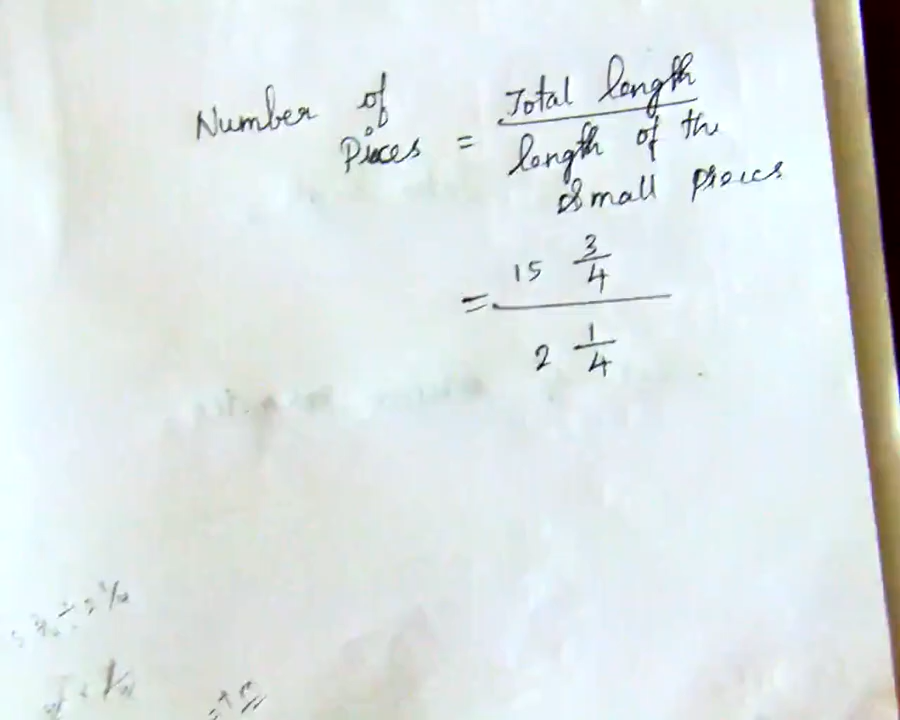 Number of Pieces = Total length
length of the
small pieces
= 15 3/4
2 1/4